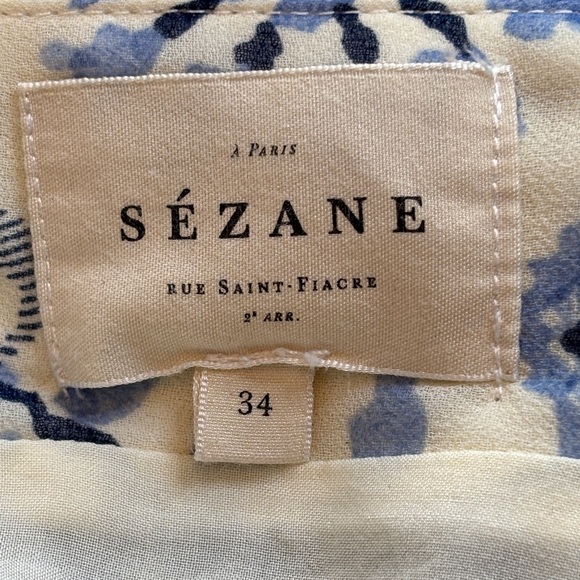 À PARIS
SÉZANE
RUE SAINT-FIACRE
2ᵉ ARR.
34